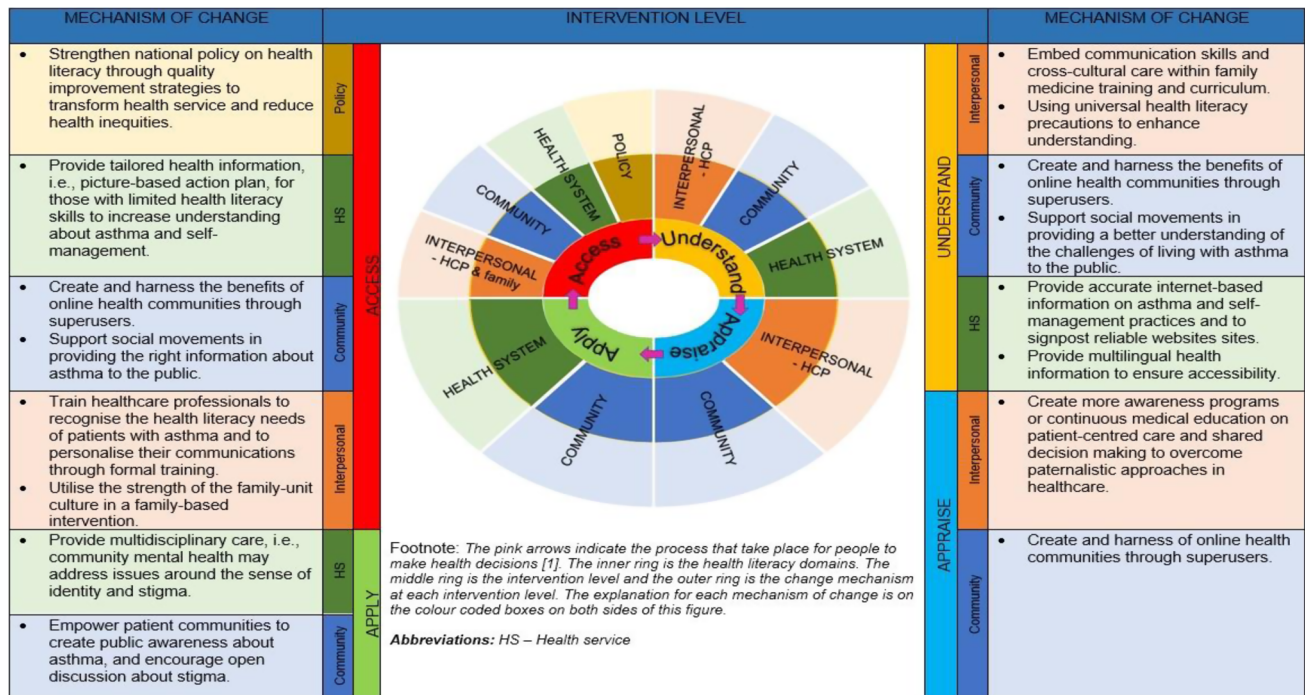 MECHANISM OF CHANGE
INTERVENTION LEVEL
MECHANISM OF CHANGE
• Strengthen national policy on health
literacy through quality
improvement strategies to
transform health service and reduce
health inequities.
Policy
• Provide tailored health information,
i.e., picture-based action plan, for
those with limited health literacy
skills to increase understanding
about asthma and self-
management.
HS
• Create and harness the benefits of
online health communities through
superusers.
• Support social movements in
providing the right information about
asthma to the public.
Community
• Train healthcare professionals to
recognise the health literacy needs
of patients with asthma and to
personalise their communications
through formal training.
• Utilise the strength of the family-unit
culture in a family-based
intervention.
Interpersonal
ACCESS
• Provide multidisciplinary care, i.e.,
community mental health may
address issues around the sense of
identity and stigma.
HS
• Empower patient communities to
create public awareness about
asthma, and encourage open
discussion about stigma.
Community
APPLY
POLICY
HEALTH SYSTEM
COMMUNITY
INTERPERSONAL
- HCP & family
INTERPERSONAL
- HCP
COMMUNITY
HEALTH SYSTEM
INTERPERSONAL
- HCP
COMMUNITY
COMMUNITY
HEALTH SYSTEM
Access
Understand
Appraise
Apply
Footnote: The pink arrows indicate the process that take place for people to
make health decisions [1]. The inner ring is the health literacy domains. The
middle ring is the intervention level and the outer ring is the change mechanism
at each intervention level. The explanation for each mechanism of change is on
the colour coded boxes on both sides of this figure.
Abbreviations: HS – Health service
UNDERSTAND
Interpersonal
• Embed communication skills and
cross-cultural care within family
medicine training and curriculum.
• Using universal health literacy
precautions to enhance
understanding.
Community
• Create and harness the benefits of
online health communities through
superusers.
• Support social movements in
providing a better understanding of
the challenges of living with asthma
to the public.
HS
• Provide accurate internet-based
information on asthma and self-
management practices and to
signpost reliable websites sites.
• Provide multilingual health
information to ensure accessibility.
APPRAISE
Interpersonal
• Create more awareness programs
or continuous medical education on
patient-centred care and shared
decision making to overcome
paternalistic approaches in
healthcare.
Community
• Create and harness of online health
communities through superusers.